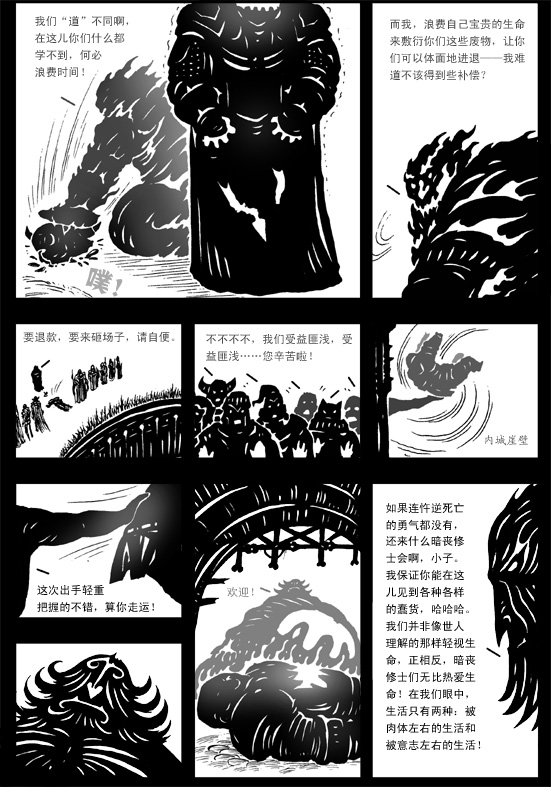 我们“道”不同啊，
在这儿你们什么都
学不到，何必
浪费时间！
噗！
而我，浪费自己宝贵的生命
来敷衍你们这些废物，让你
们可以体面地进退——我难
道不该得到些补偿？
要退款，要来砸场子，请自便。
不不不不，我们受益匪浅，受
益匪浅……您辛苦啦！
内城崖壁
这次出手轻重
把握的不错，算你走运！
欢迎！
如果连忤逆死亡
的勇气都没有，
还来什么暗丧修
士会啊，小子。
我保证你能在这
儿见到各种各样
的蠢货，哈哈哈。
我们并非像世人
理解的那样轻视生
命，正相反，暗丧
修士们无比热爱生
命！在我们眼中，
生活只有两种：被
肉体左右的生活和
被意志左右的生活！